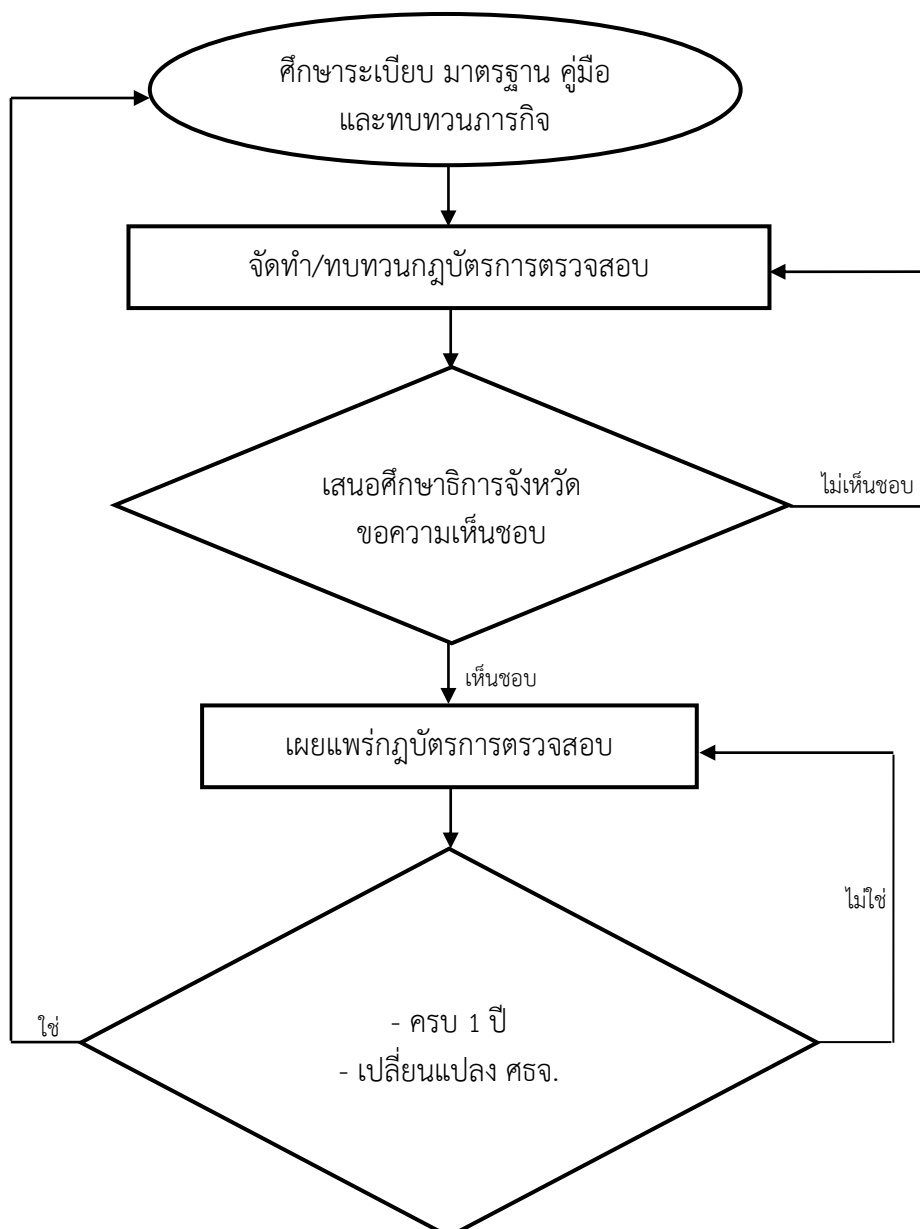 ศึกษาระเบียบ มาตรฐาน คู่มือ
และทบทวนภารกิจ
จัดทำ/ทบทวนกฎบัตรการตรวจสอบ
เสนอศึกษาธิการจังหวัด
ขอความเห็นชอบ
ไม่เห็นชอบ
เห็นชอบ
เผยแพร่กฎบัตรการตรวจสอบ
ไม่ใช่
ใช่
- ครบ 1 ปี
- เปลี่ยนแปลง ศธจ.